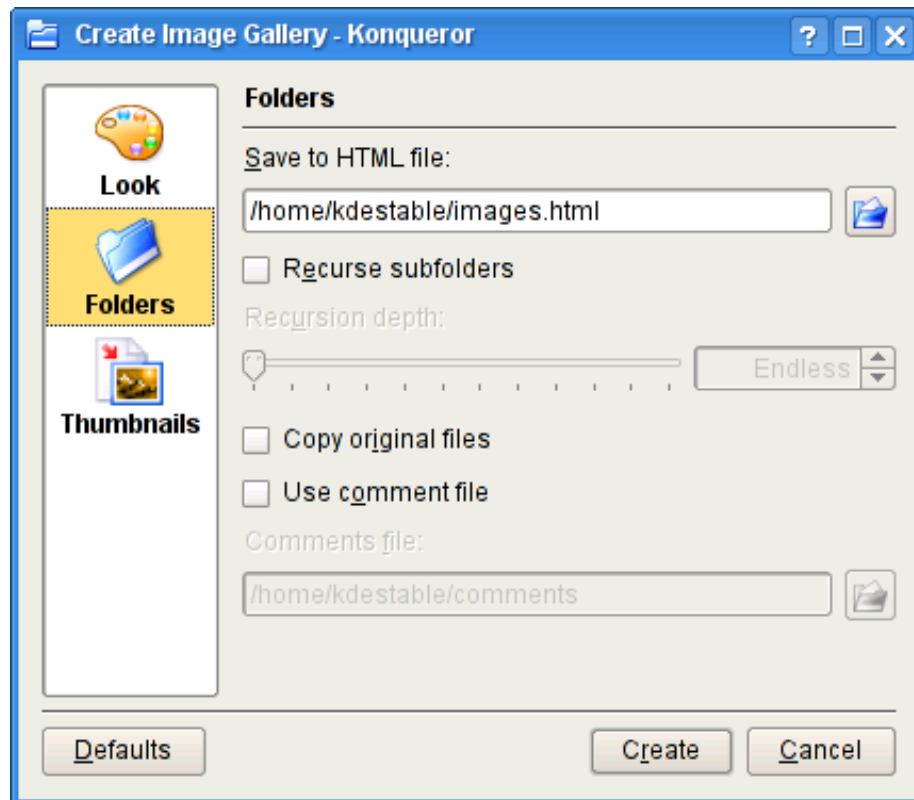 Create Image Gallery - Konqueror
Look
Folders
Thumbnails
Folders
Save to HTML file:
/home/kdestable/images.html
Recurse subfolders
Recursion depth:
Endless
Copy original files
Use comment file
Comments file:
/home/kdestable/comments
Defaults
Create
Cancel